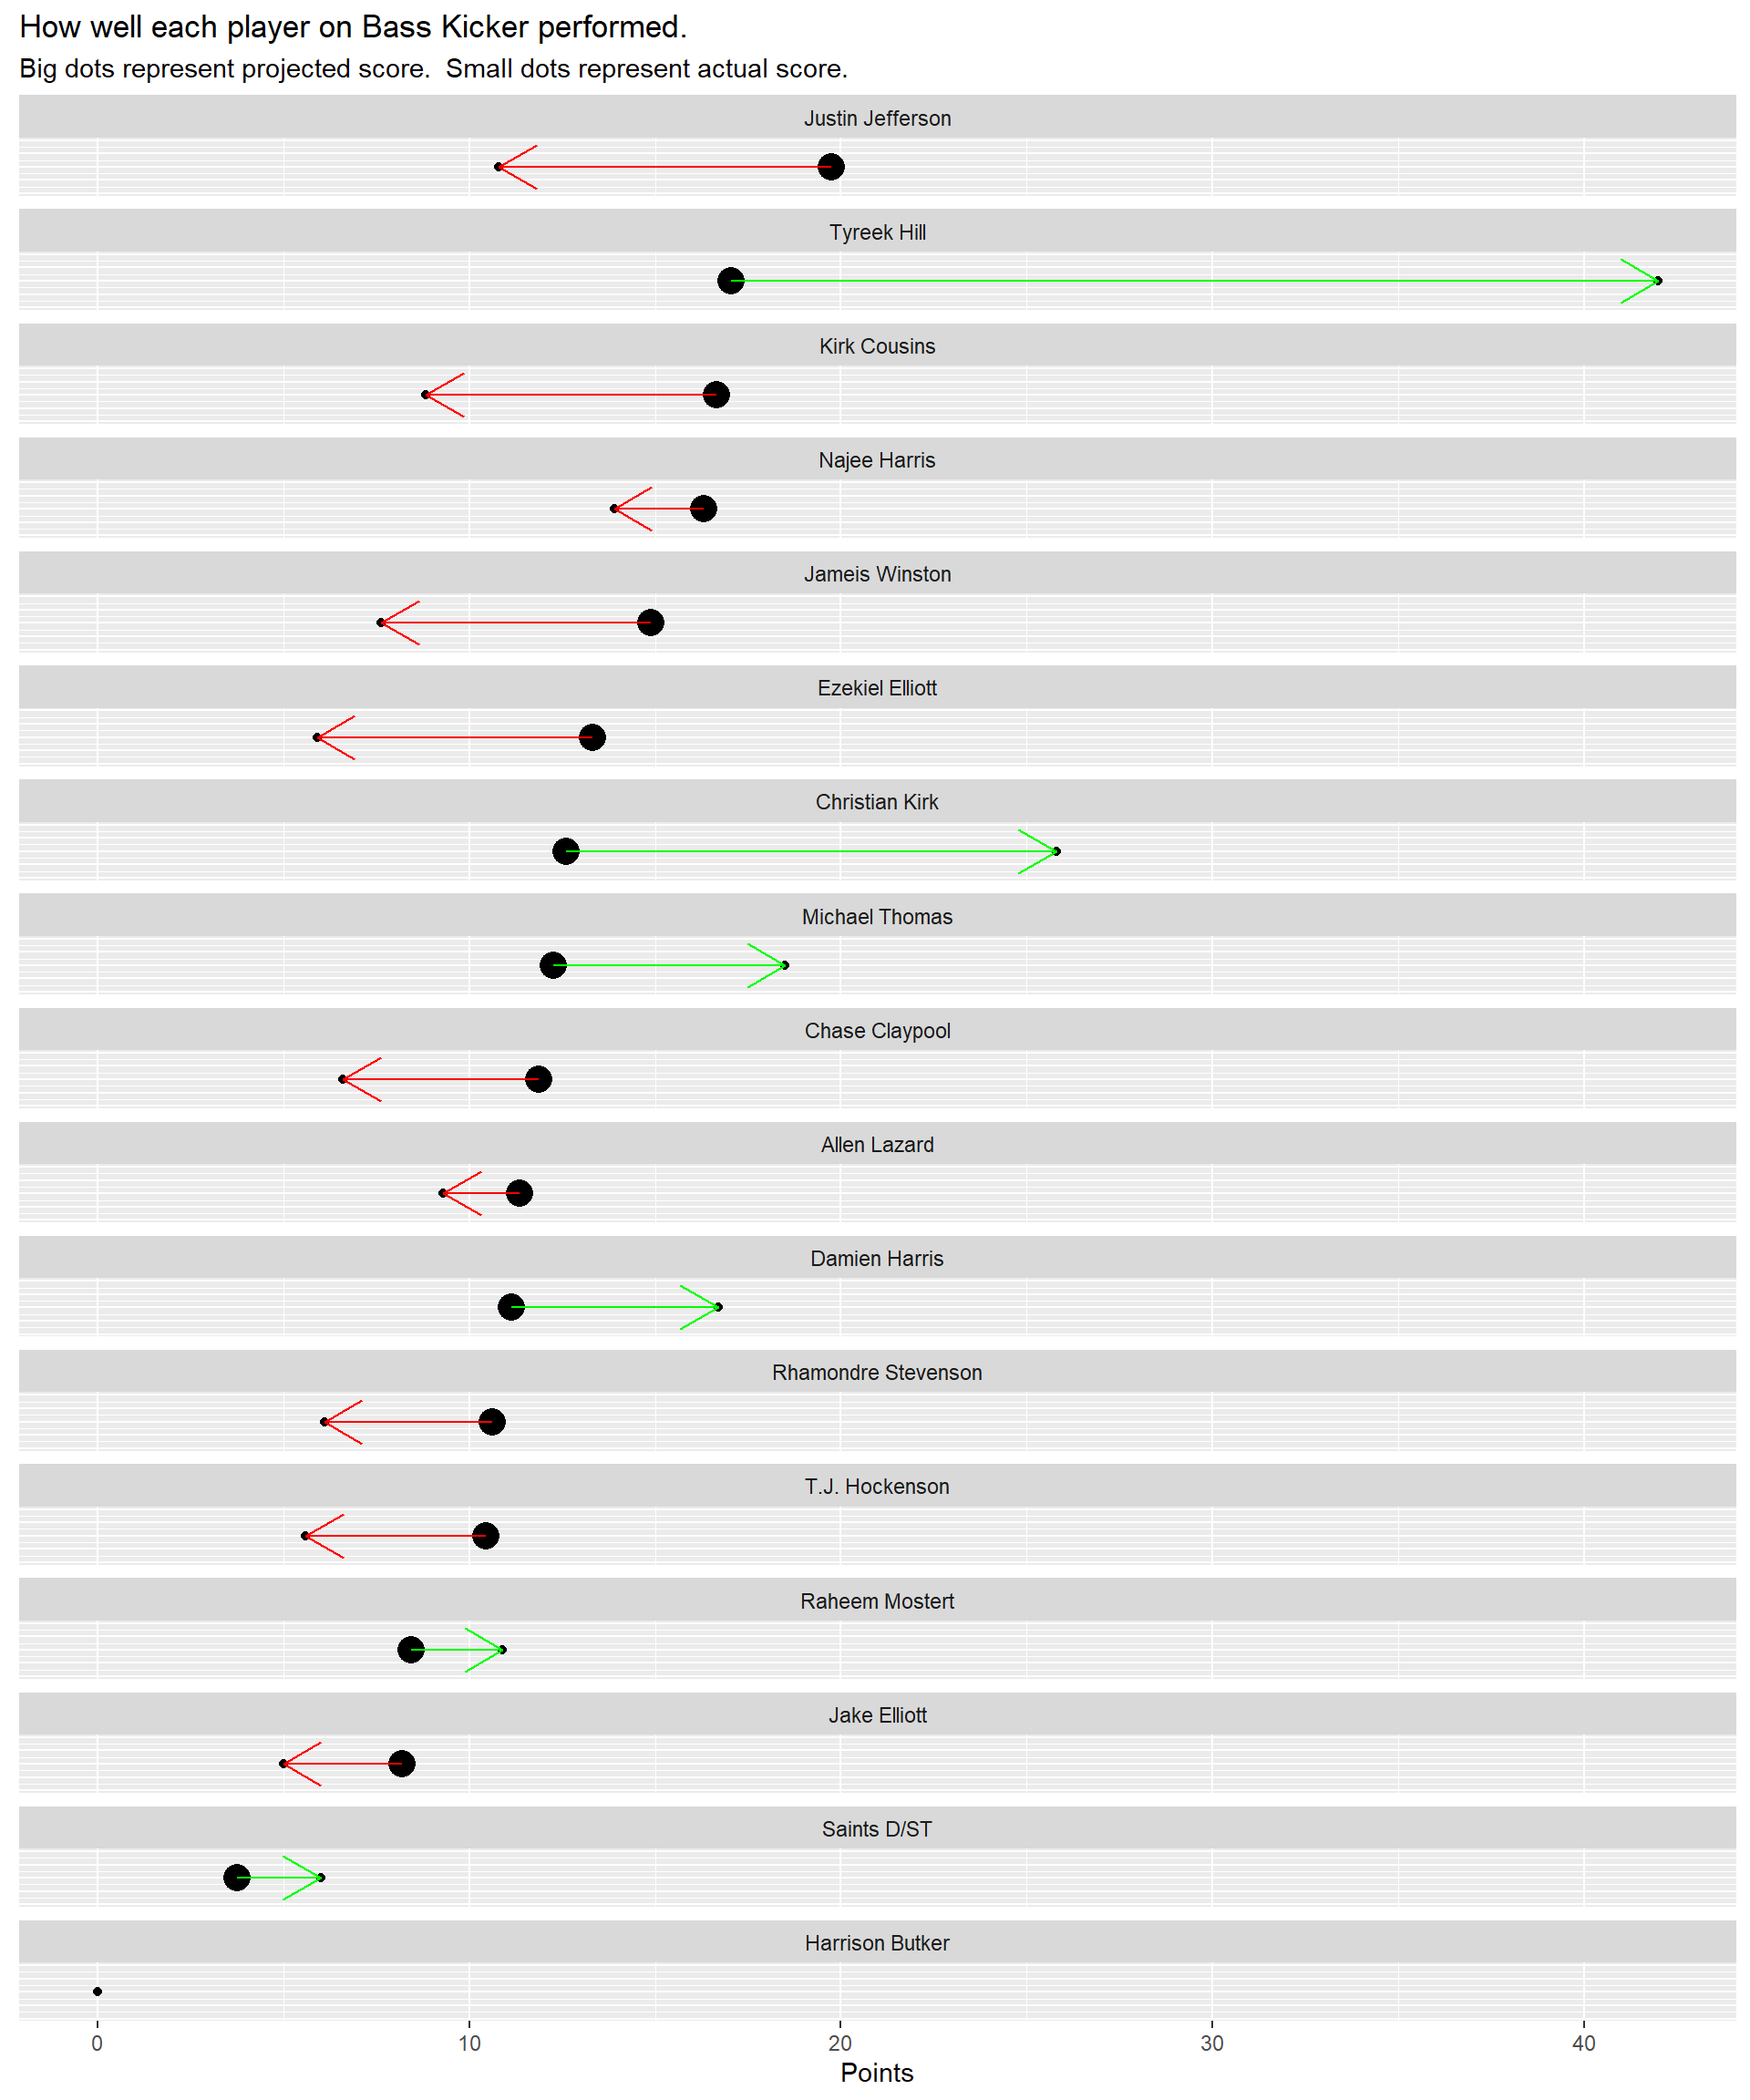 How well each player on Bass Kicker performed.
Big dots represent projected score.  Small dots represent actual score.
Justin Jefferson
Tyreek Hill
Kirk Cousins
Najee Harris
Jameis Winston
Ezekiel Elliott
Christian Kirk
Michael Thomas
Chase Claypool
Allen Lazard
Damien Harris
Rhamondre Stevenson
T.J. Hockenson
Raheem Mostert
Jake Elliott
Saints D/ST
Harrison Butker
0 10 20 30 40
Points